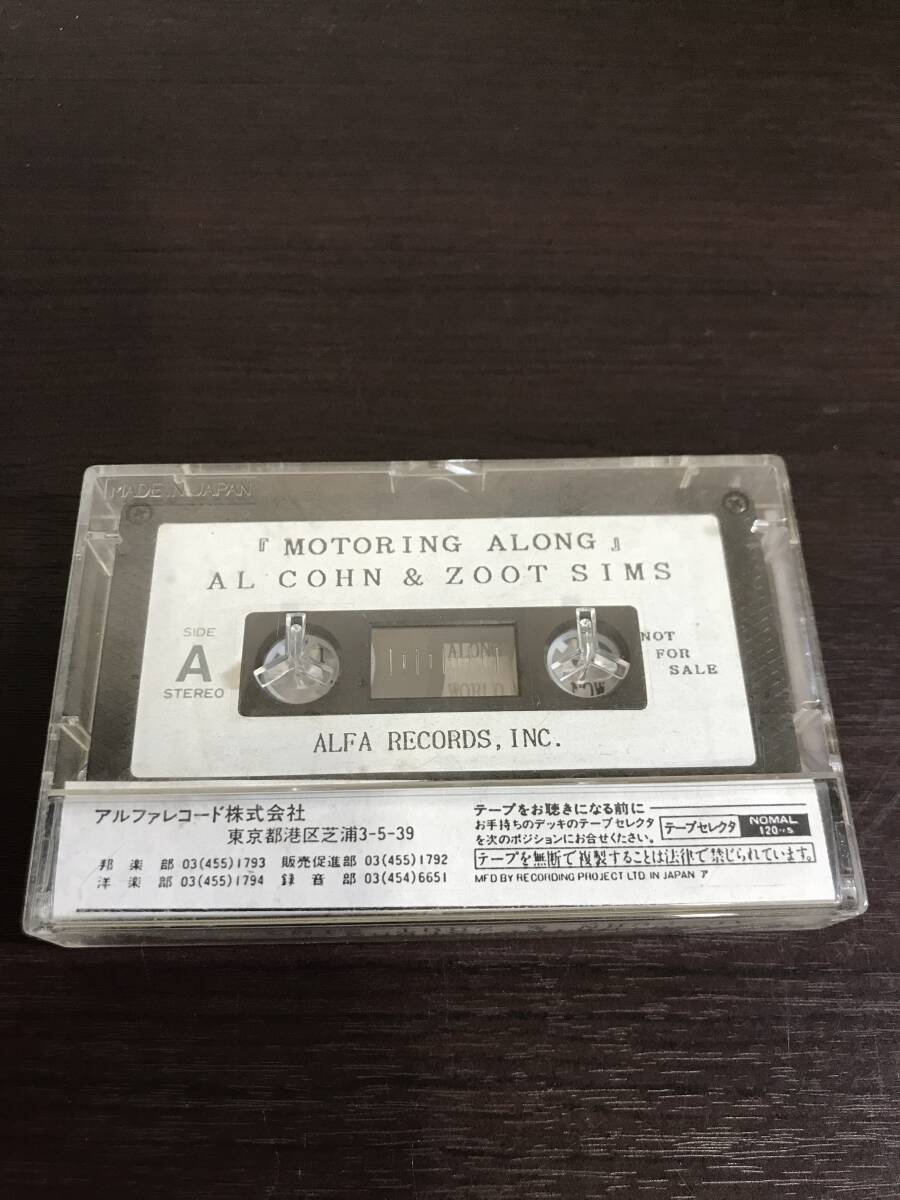 MADE IN JAPAN
『 MOTORING ALONG 』
AL COHN & ZOOT SIMS
SIDE
A
STEREO
ALONG
WORLD
NOT
FOR
SALE
ALFA RECORDS, INC.
アルファレコード株式会社
東京都港区芝浦3-5-39
邦楽部 03(455)1793 販売促進部 03(455)1792
洋楽部 03(455)1794 録音部 03(454)6651
テープをお聴きになる前に
お手持ちのデッキのテープセレクタ
を次のポジションにお合せください。
テープセレクタ
NOMAL
120μs
テープを無断で複製することは法律で禁じられています。
MFD BY RECORDING PROJECT LTD. IN JAPAN ア